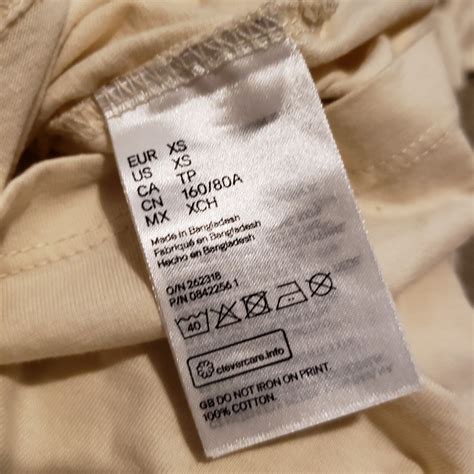 EUR XS
US XS
CA TP
CN 160/80A
MX XCH
Made in Bangladesh
Fabriqué en Bangladesh
Hecho en Bangladesh
O/N 262318
P/N 0842256 1
40
clevercare.info
GB DO NOT IRON ON PRINT.
100% COTTON.